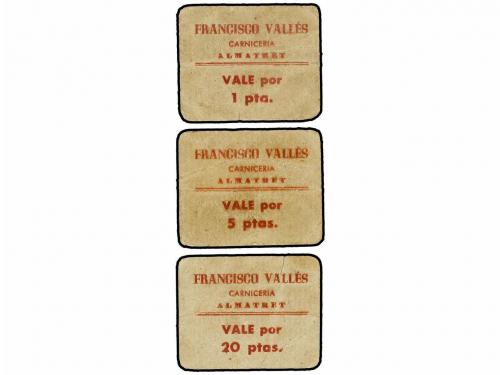 FRANCISCO VALLÉS
CARNICERIA
ALMATRET
VALE por
1 pta.
FRANCISCO VALLÉS
CARNICERIA
ALMATRET
VALE por
5 ptas.
FRANCISCO VALLÉS
CARNICERIA
ALMATRET
VALE por
20 ptas.